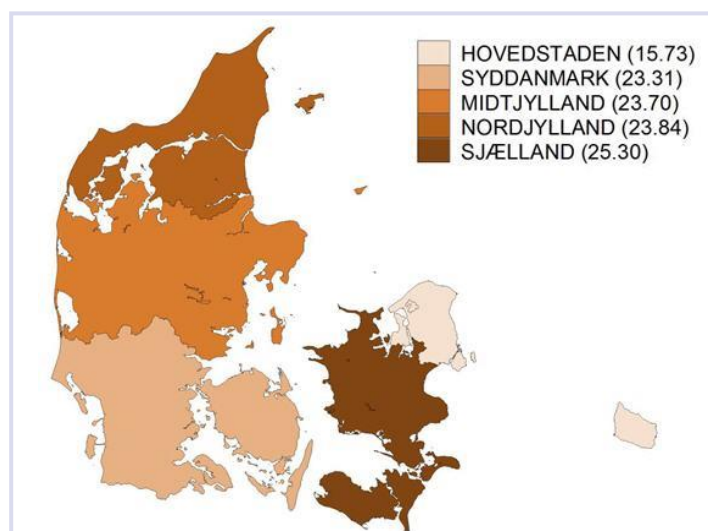 HOVEDSTADEN (15.73)
SYDDANMARK (23.31)
MIDTJYLLAND (23.70)
NORDJYLLAND (23.84)
SJÆLLAND (25.30)